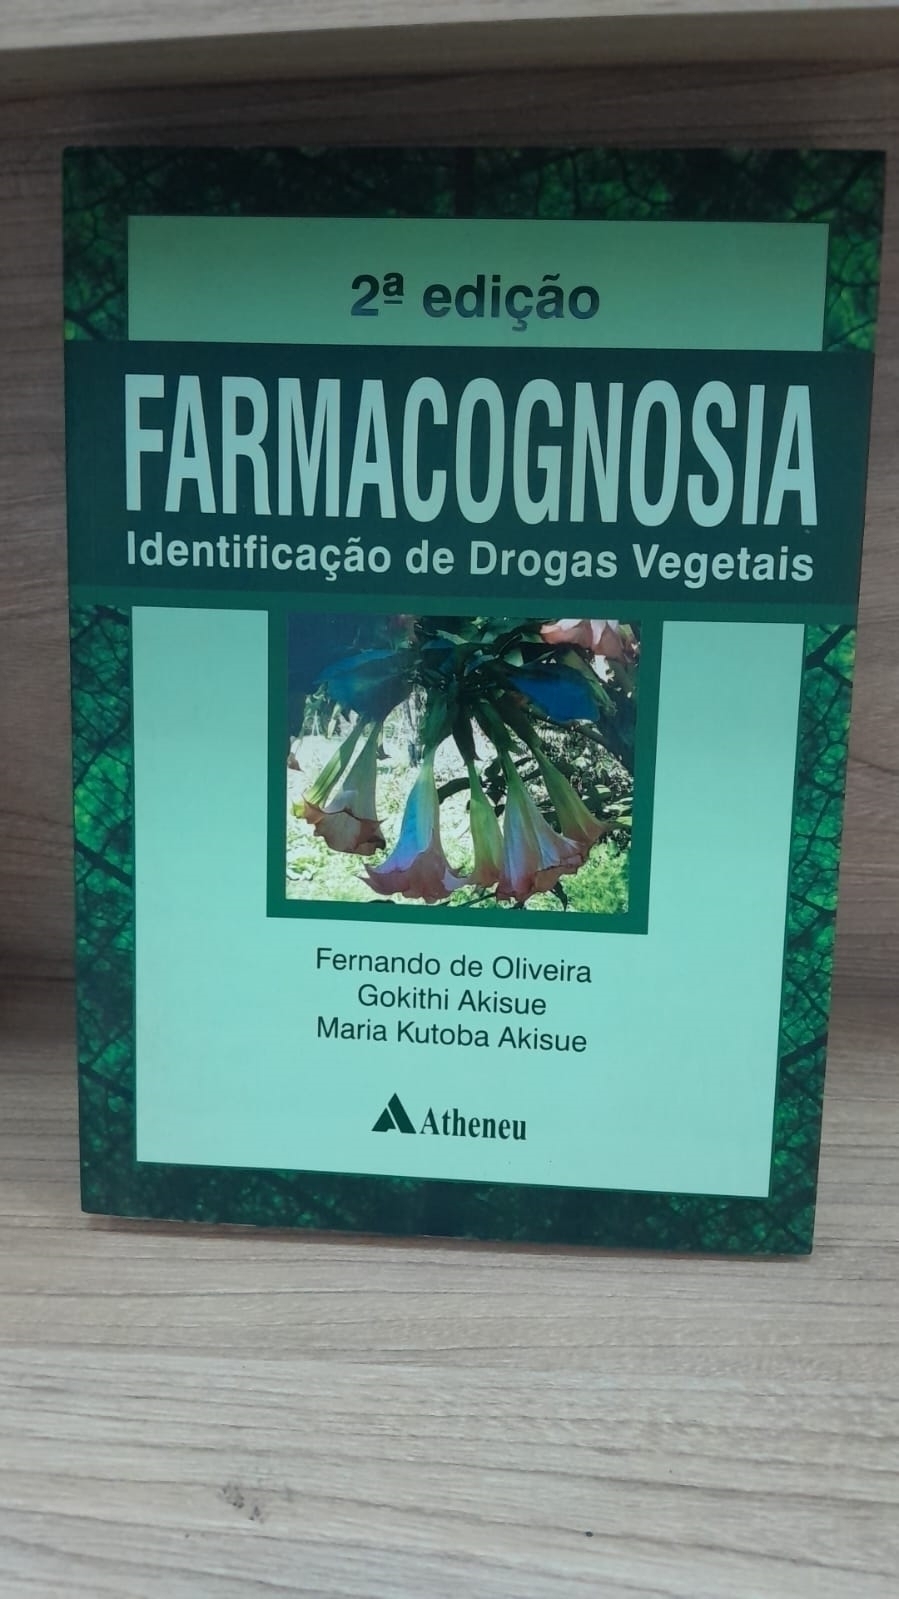 2ª edição
FARMACOGNOSIA
Identificação de Drogas Vegetais
Fernando de Oliveira
Gokithi Akisue
Maria Kutoba Akisue
Atheneu